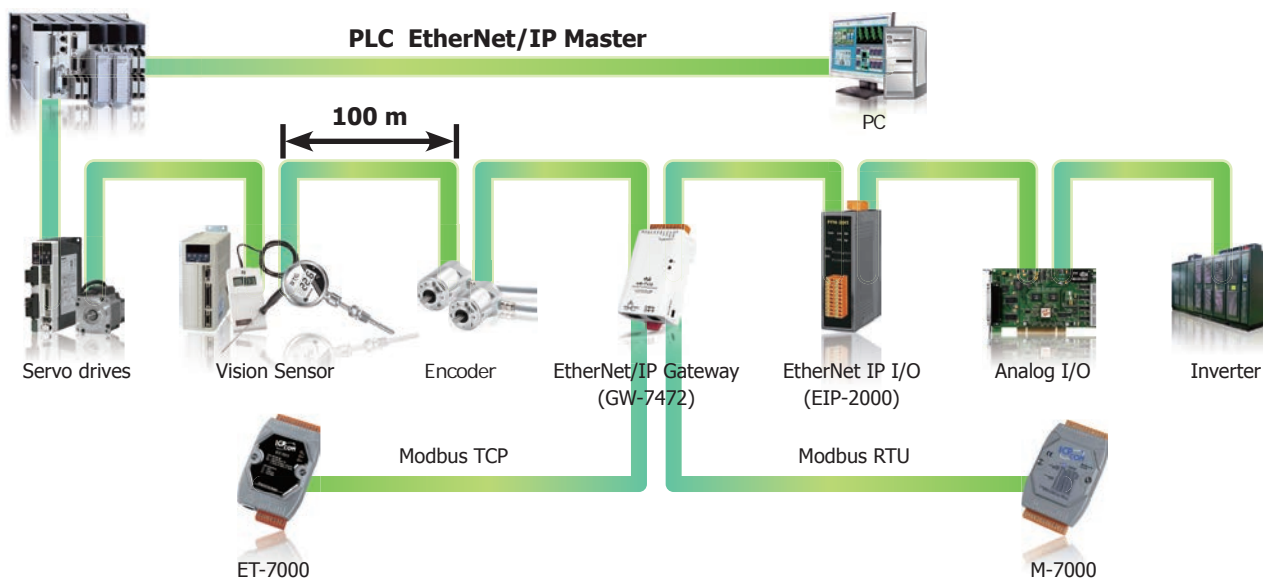 PLC EtherNet/IP Master
PC
100 m
Servo drives
Vision Sensor
Encoder
EtherNet/IP Gateway
(GW-7472)
EtherNet IP I/O
(EIP-2000)
Analog I/O
Inverter
Modbus TCP
Modbus RTU
ET-7000
M-7000